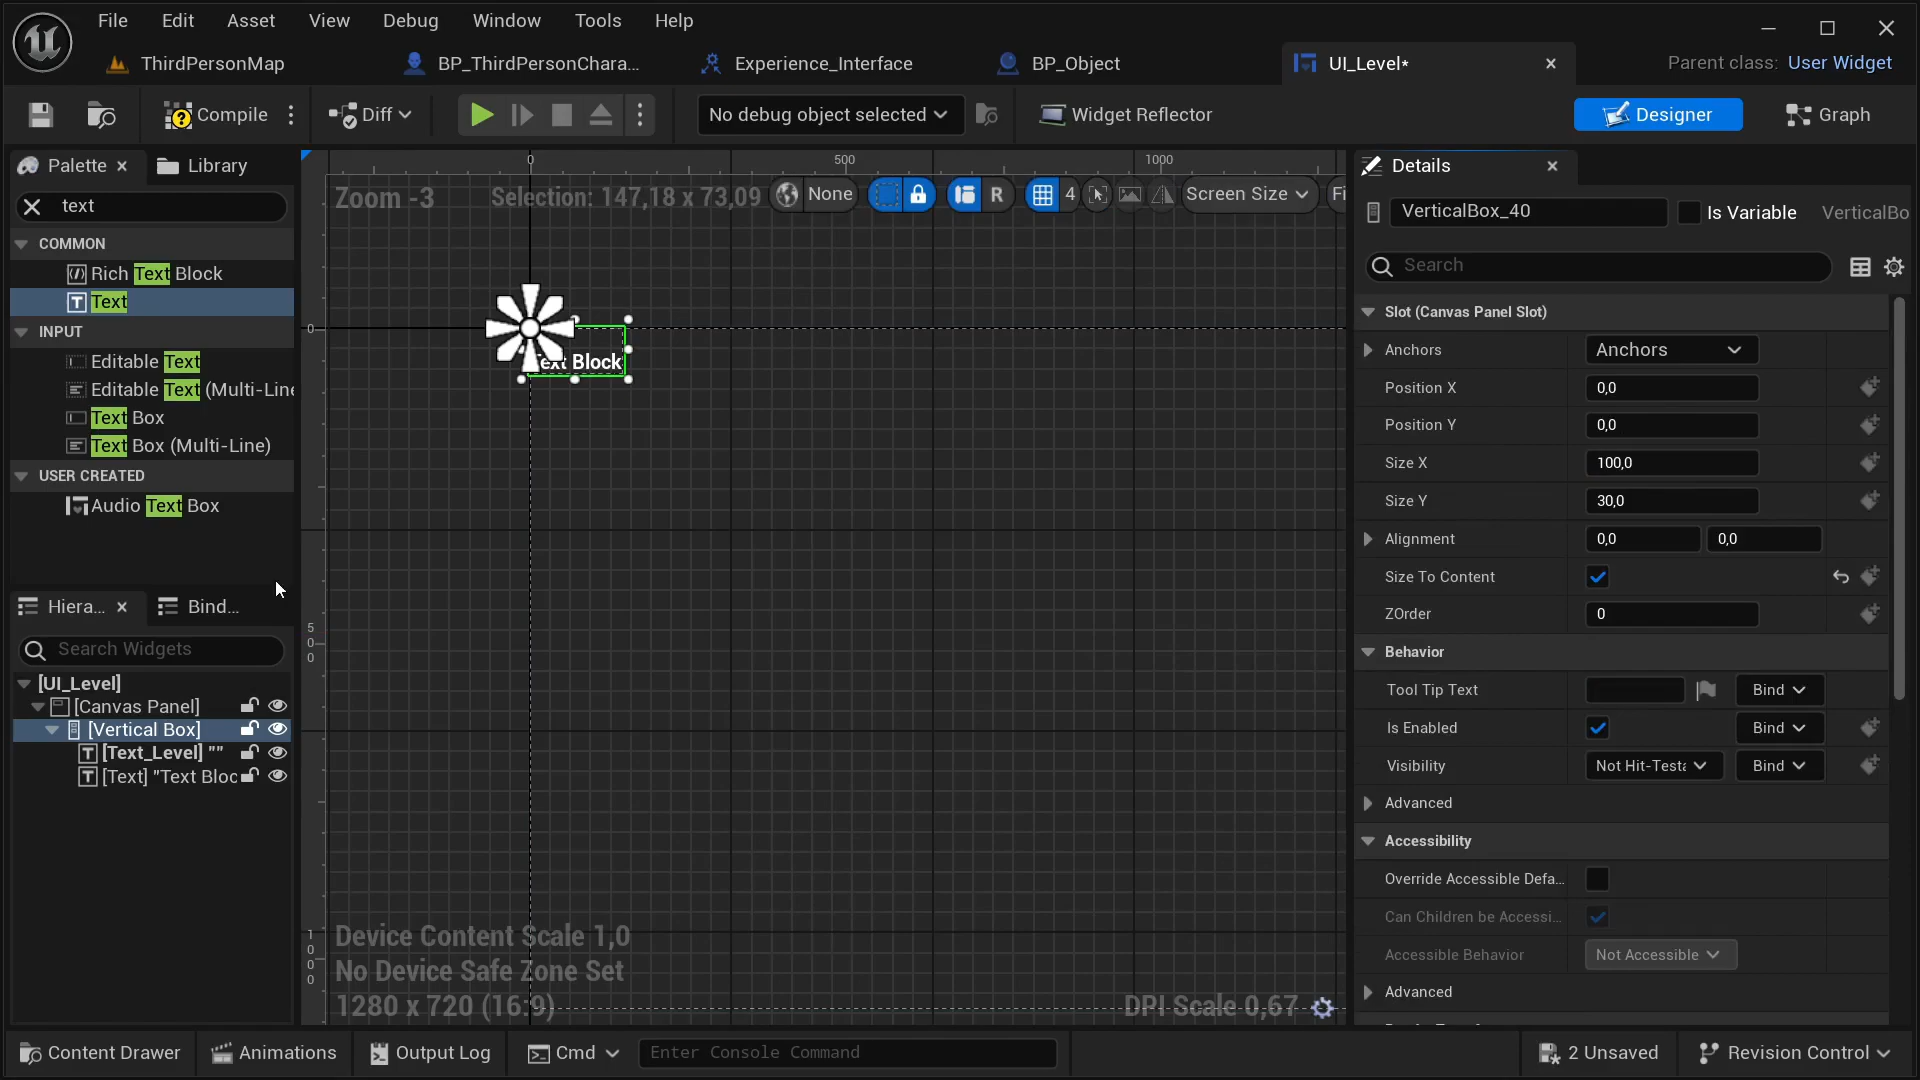 File Edit Asset View Debug Window Tools Help
ThirdPersonMap BP_ThirdPersonChara... Experience_Interface BP_Object UI_Level* Parent class: User Widget
Compile Diff No debug object selected Widget Reflector Designer Graph
Palette Library
text
COMMON
Rich Text Block
Text
INPUT
Editable Text
Editable Text (Multi-Line
Text Box
Text Box (Multi-Line)
USER CREATED
Audio Text Box
Hiera... Bind...
Search Widgets
[UI_Level]
[Canvas Panel]
[Vertical Box]
[Text_Level] ""
[Text] "Text Bloc
0 500 1000
Zoom -3 Selection: 147,18 x 73,09 None R 4 Screen Size Fi
0
Text Block
500
1000
Device Content Scale 1,0
No Device Safe Zone Set
1280 x 720 (16:9) DPI Scale 0,67
Details
VerticalBox_40 Is Variable VerticalBo
Search
Slot (Canvas Panel Slot)
Anchors Anchors
Position X 0,0
Position Y 0,0
Size X 100,0
Size Y 30,0
Alignment 0,0 0,0
Size To Content
ZOrder 0
Behavior
Tool Tip Text Bind
Is Enabled Bind
Visibility Not Hit-Testa Bind
Advanced
Accessibility
Override Accessible Defa...
Can Children be Accessi...
Accessible Behavior Not Accessible
Advanced
Content Drawer Animations Output Log Cmd Enter Console Command 2 Unsaved Revision Control